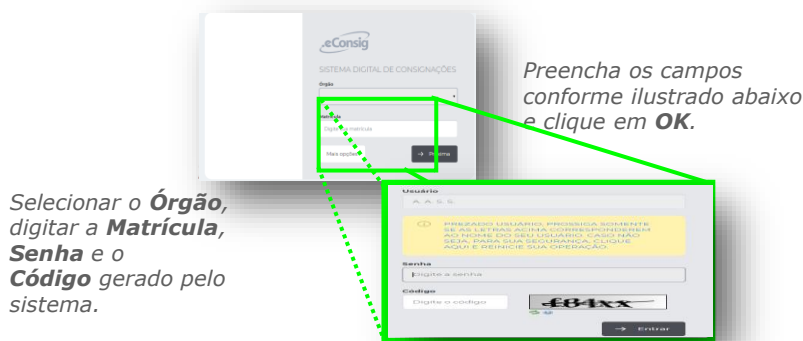 eConsig
SISTEMA DIGITAL DE CONSIGNAÇÕES
Órgão
Matrícula
Digite sua matrícula
Mais opções
→ Próxima
Preencha os campos
conforme ilustrado abaixo
e clique em OK.
Selecionar o Órgão,
digitar a Matrícula,
Senha e o
Código gerado pelo
sistema.
Usuário
A. A. S. S.
PREZADO USUÁRIO, PROSSIGA SOMENTE
SE AS LETRAS ACIMA CORRESPONDEREM
AO NOME DO SEU USUÁRIO. CASO NÃO
SEJA, PARA SUA SEGURANÇA, CLIQUE
AQUI E REINICIE SUA OPERAÇÃO.
Senha
Digite a senha
Código
Digite o código
f84xx
→ Entrar